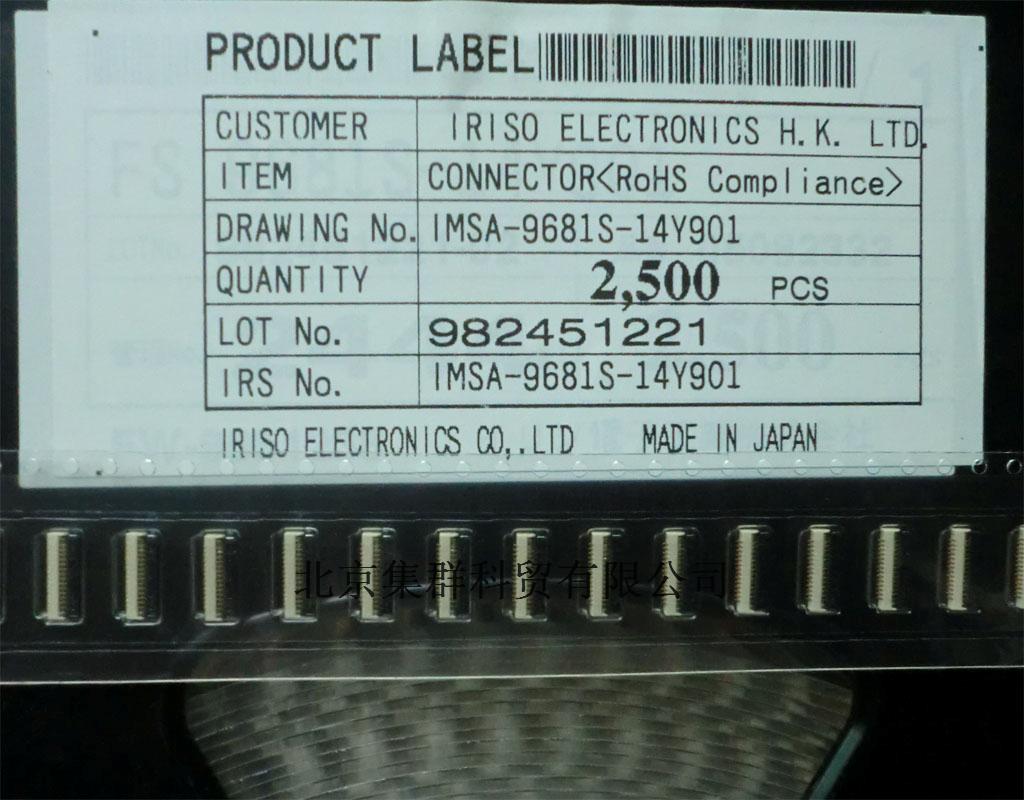 PRODUCT LABEL
CUSTOMER IRISO ELECTRONICS H.K. LTD.
ITEM CONNECTOR<RoHS Compliance>
DRAWING No. IMSA-9681S-14Y901
QUANTITY 2,500 PCS
LOT No. 982451221
IRS No. IMSA-9681S-14Y901
IRISO ELECTRONICS CO,.LTD MADE IN JAPAN
北京集群科贸有限公司